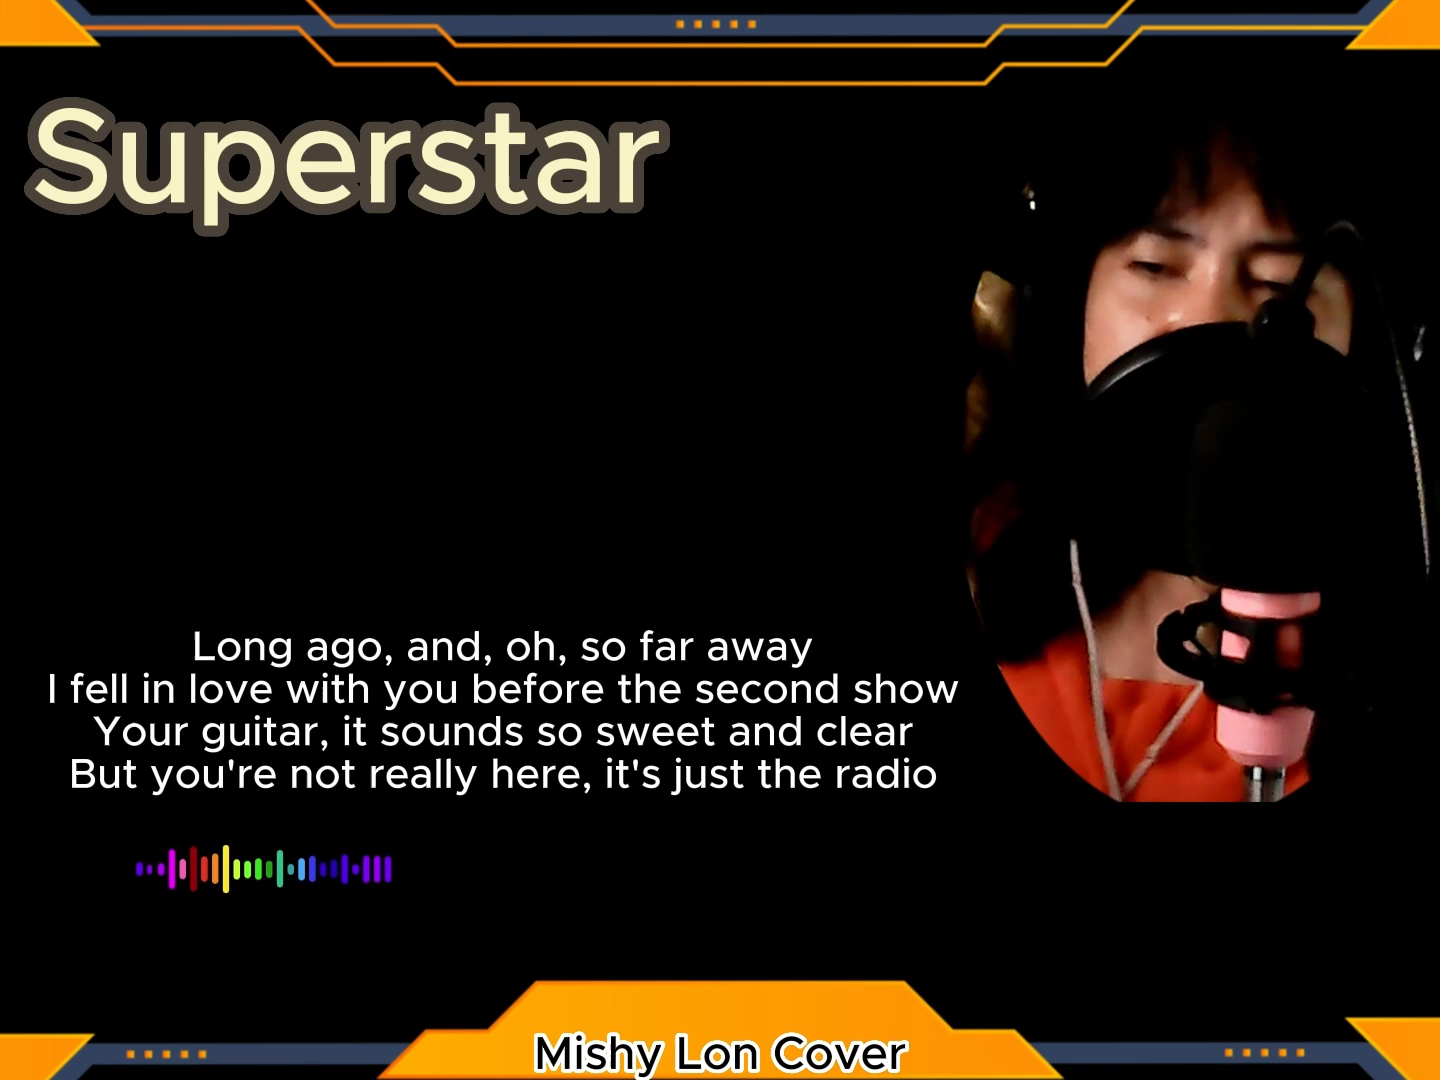 Superstar
Long ago, and, oh, so far away
I fell in love with you before the second show
Your guitar, it sounds so sweet and clear
But you're not really here, it's just the radio
Mishy Lon Cover